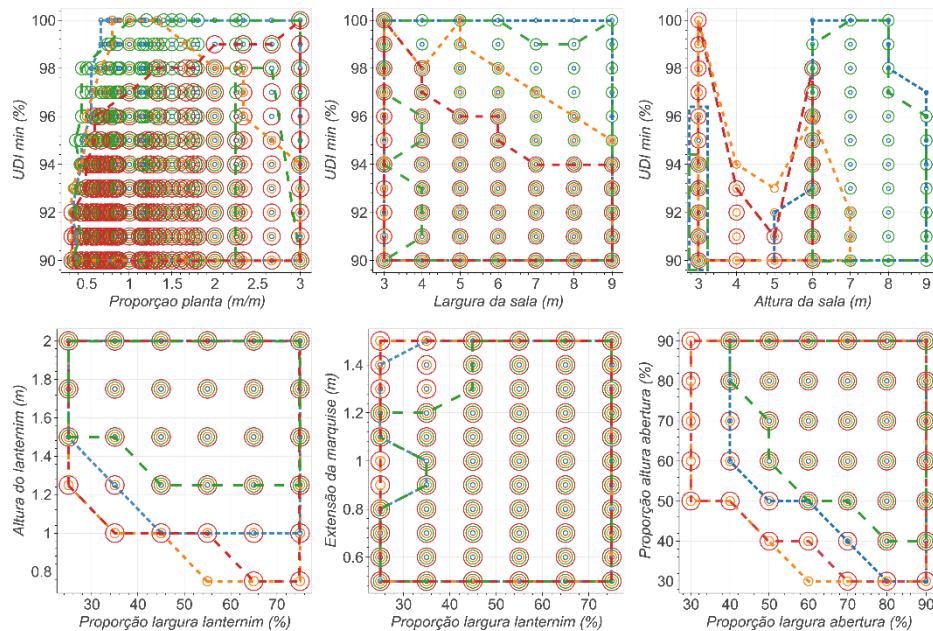 UDI min (%)
100
98
96
94
92
90
0.5 1 1.5 2 2.5 3
Proporçao planta (m/m)
UDI min (%)
100
98
96
94
92
90
3 4 5 6 7 8 9
Largura da sala (m)
UDI min (%)
100
98
96
94
92
90
3 4 5 6 7 8 9
Altura da sala (m)
Altura do lanternim (m)
2
1.8
1.6
1.4
1.2
1
0.8
30 40 50 60 70
Proporção largura lanternim (%)
Extensão da marquise (m)
1.4
1.2
1
0.8
0.6
30 40 50 60 70
Proporção largura lanternim (%)
Proporção altura abertura (%)
90
80
70
60
50
40
30
30 40 50 60 70 80 90
Proporção largura abertura (%)